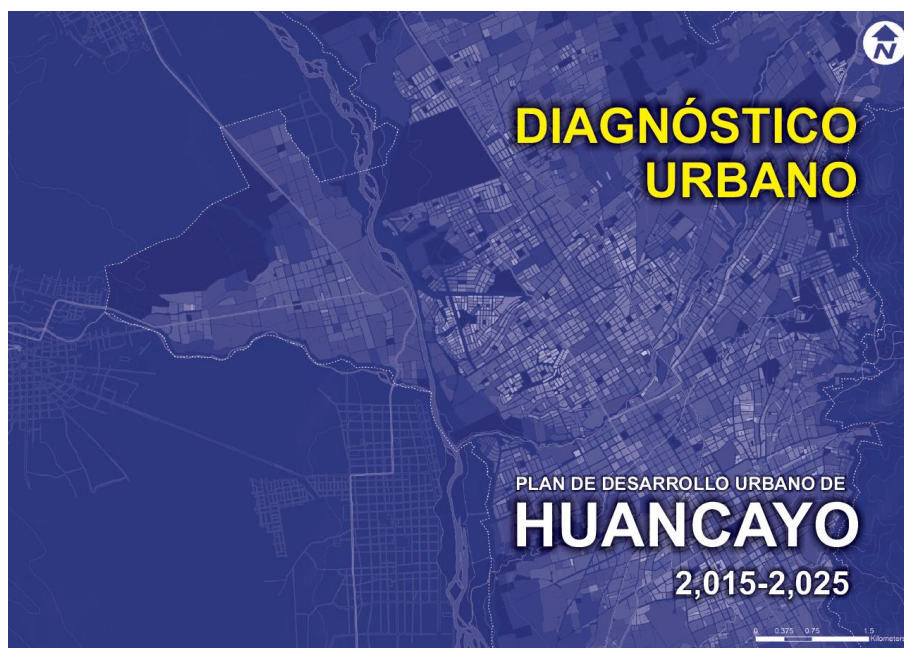 N
DIAGNÓSTICO
URBANO
PLAN DE DESARROLLO URBANO DE
HUANCAYO
2,015-2,025
0 0.375 0.75 1.5
Kilometers